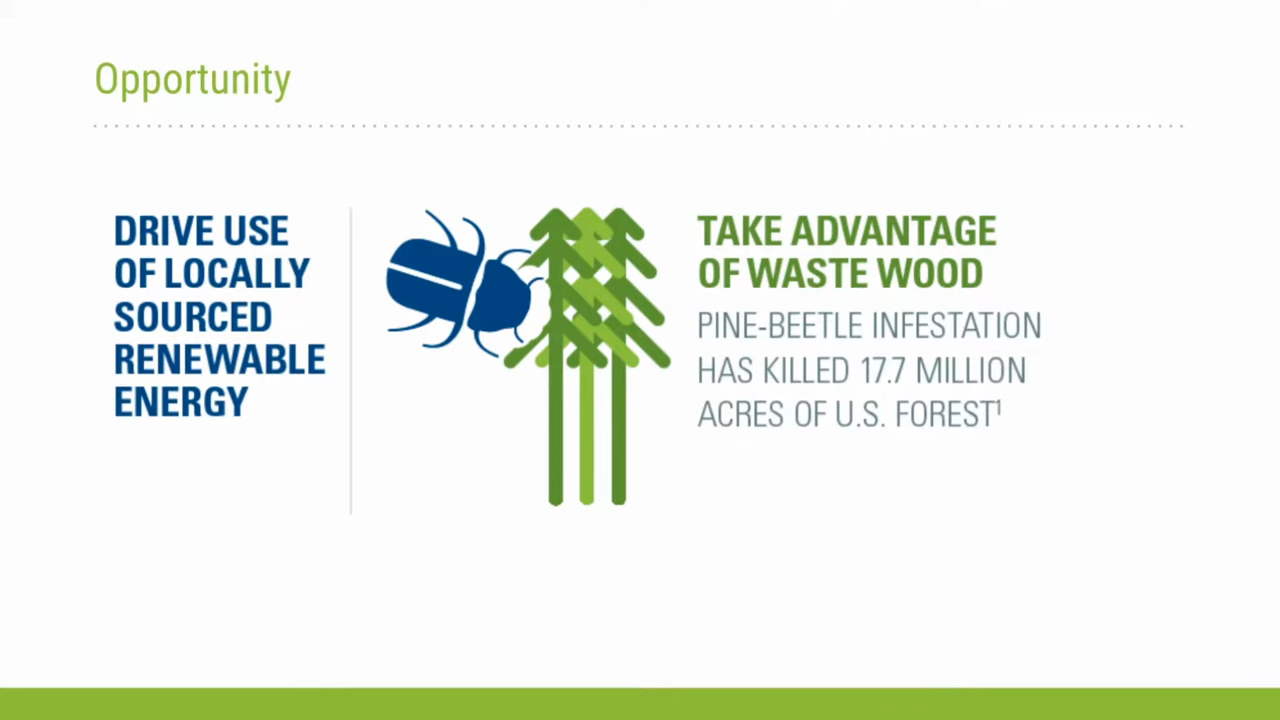 Opportunity
DRIVE USE
OF LOCALLY
SOURCED
RENEWABLE
ENERGY
TAKE ADVANTAGE
OF WASTE WOOD
PINE-BEETLE INFESTATION
HAS KILLED 17.7 MILLION
ACRES OF U.S. FOREST¹